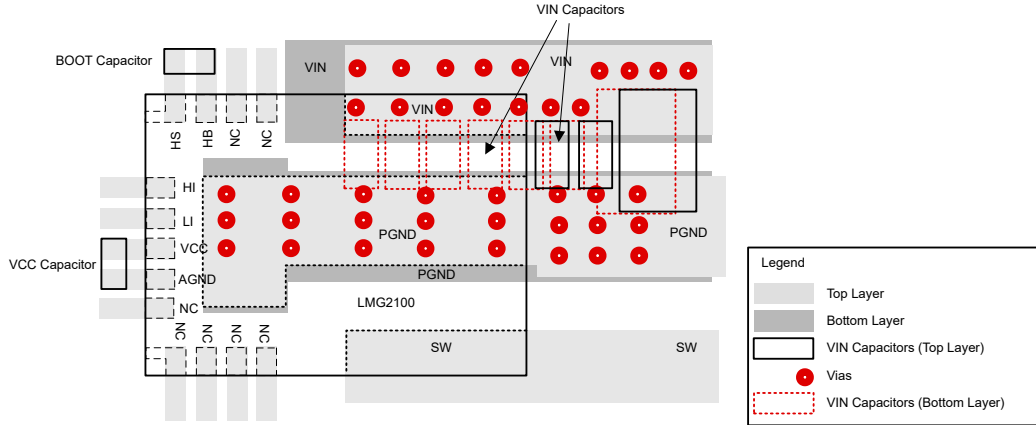 VIN Capacitors
BOOT Capacitor
VIN
VIN
VIN
HS
HB
NC
NC
HI
LI
VCC
AGND
NC
VCC Capacitor
PGND
PGND
PGND
LMG2100
NC
NC
NC
NC
SW
SW
Legend
Top Layer
Bottom Layer
VIN Capacitors (Top Layer)
Vias
VIN Capacitors (Bottom Layer)